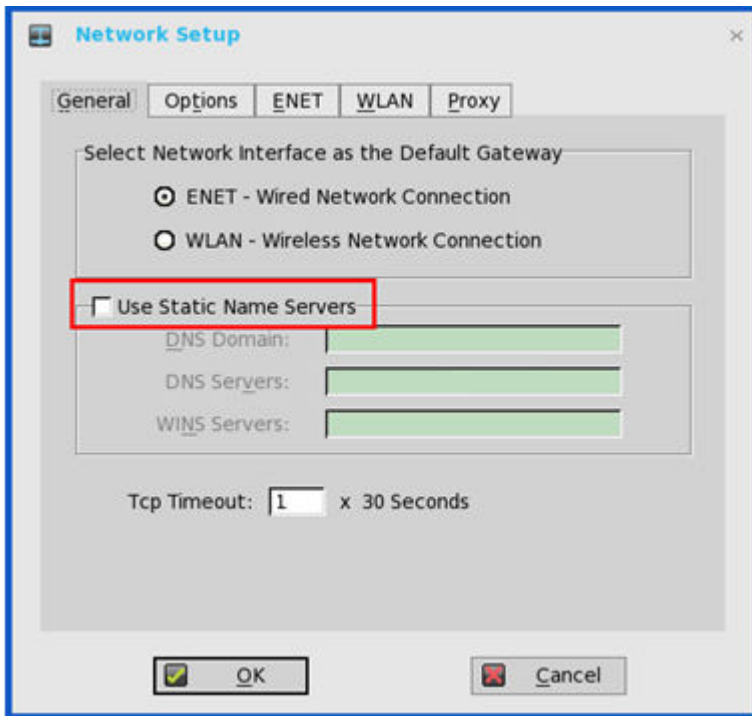 Network Setup
General Options ENET WLAN Proxy
Select Network Interface as the Default Gateway
ENET - Wired Network Connection
WLAN - Wireless Network Connection
Use Static Name Servers
DNS Domain:
DNS Servers:
WINS Servers:
Tcp Timeout: 1 x 30 Seconds
OK Cancel